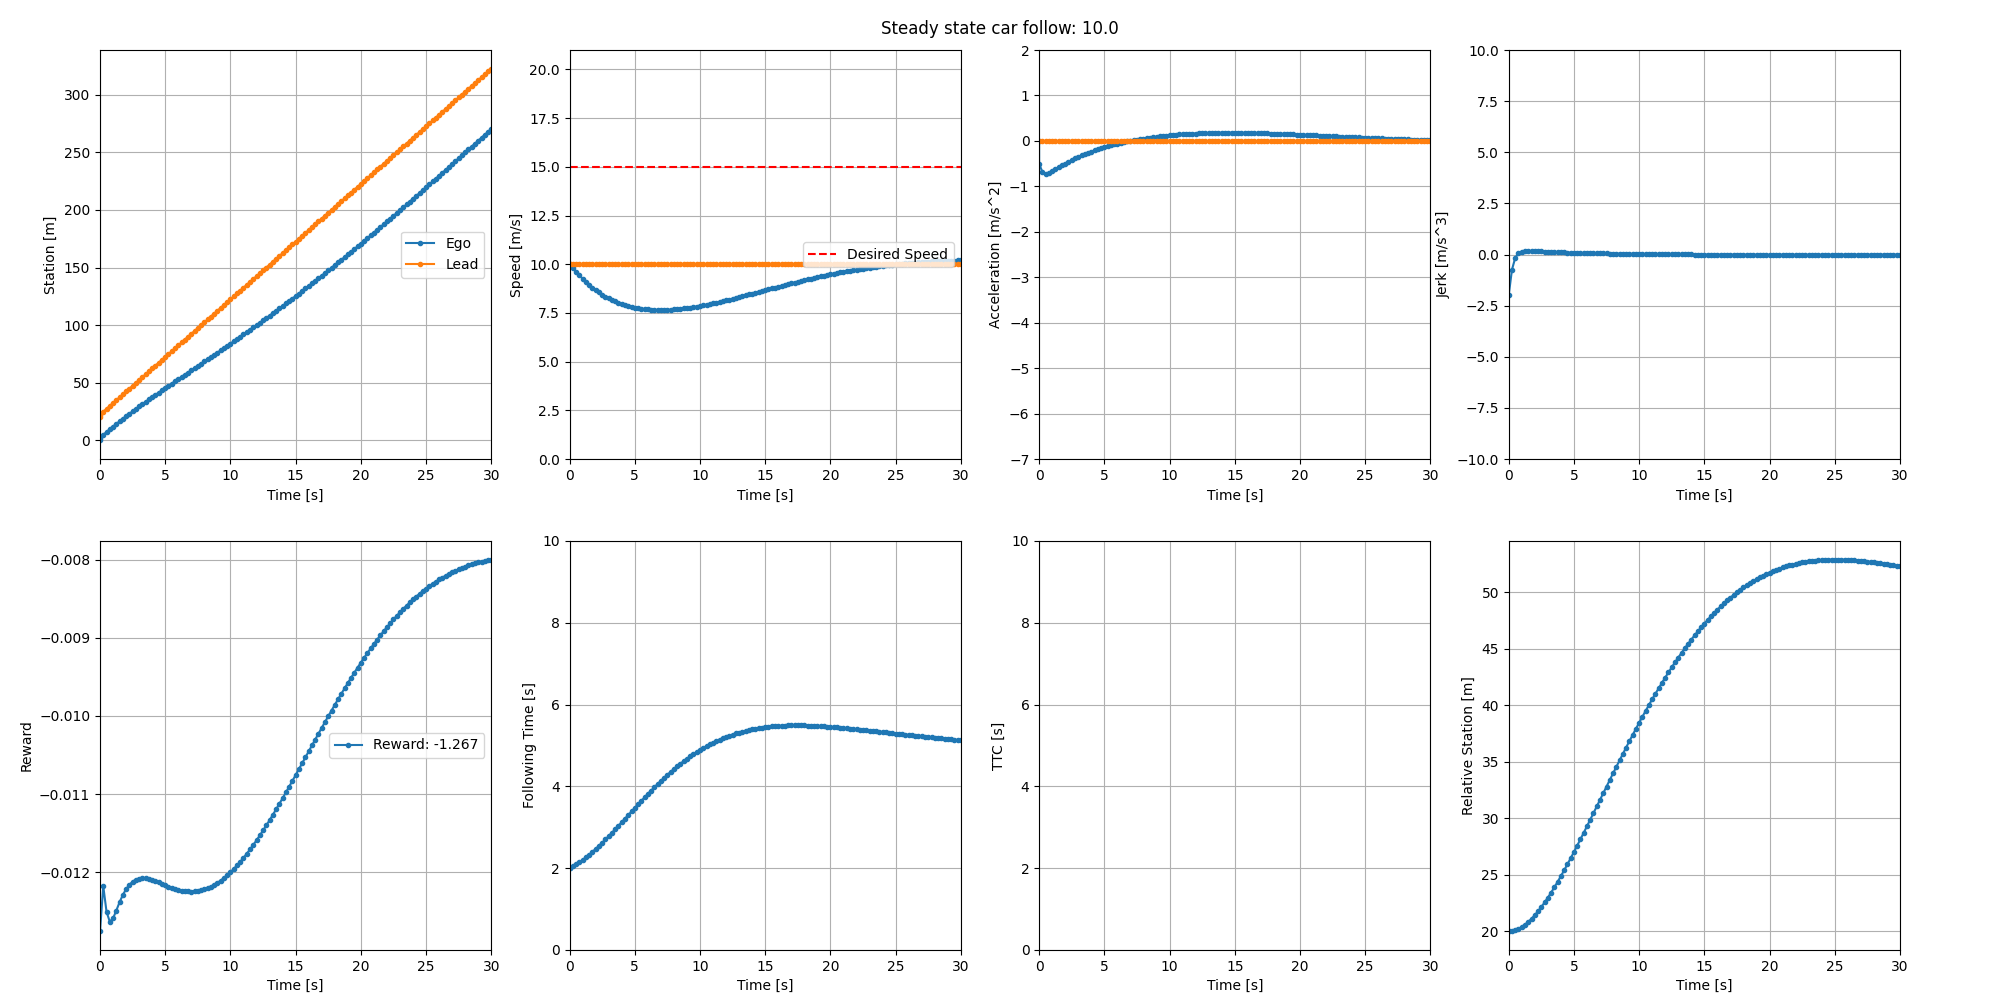 Steady state car follow: 10.0
Station [m]
300
250
200
150
100
50
0
Ego
Lead
0 5 10 15 20 25 30
Time [s]
Speed [m/s]
20.0
17.5
15.0
12.5
10.0
7.5
5.0
2.5
0.0
Desired Speed
0 5 10 15 20 25 30
Time [s]
Acceleration [m/s^2]
2
1
0
−1
−2
−3
−4
−5
−6
−7
0 5 10 15 20 25 30
Time [s]
Jerk [m/s^3]
10.0
7.5
5.0
2.5
0.0
−2.5
−5.0
−7.5
−10.0
0 5 10 15 20 25 30
Time [s]
Reward
−0.008
−0.009
−0.010
−0.011
−0.012
Reward: -1.267
0 5 10 15 20 25 30
Time [s]
Following Time [s]
10
8
6
4
2
0
0 5 10 15 20 25 30
Time [s]
TTC [s]
10
8
6
4
2
0
0 5 10 15 20 25 30
Time [s]
Relative Station [m]
50
45
40
35
30
25
20
0 5 10 15 20 25 30
Time [s]